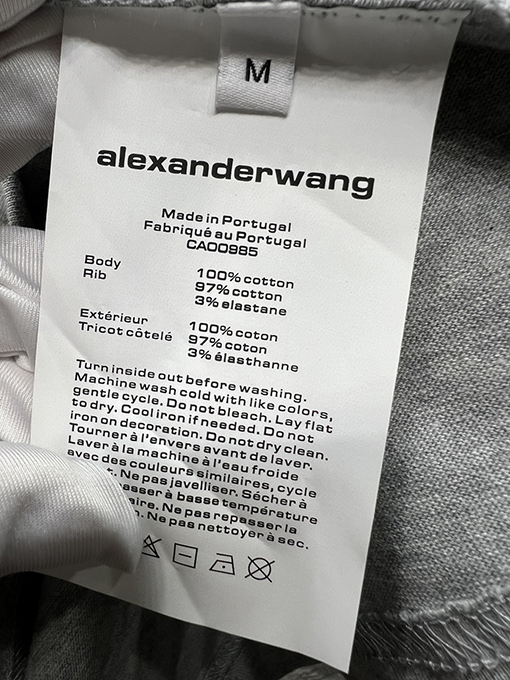 M
alexanderwang
Made in Portugal
Fabriqué au Portugal
CA00985
Body 100% cotton
Rib 97% cotton
3% elastane
Extérieur 100% coton
Tricot côtelé 97% coton
3% élasthanne
Turn inside out before washing.
Machine wash cold with like colors,
gentle cycle. Do not bleach. Lay flat
to dry. Cool iron if needed. Do not
iron on decoration. Do not dry clean.
Tourner à l'envers avant de laver.
Laver à la machine à l'eau froide
avec des couleurs similaires, cycle
Ne pas javelliser. Sécher à
à basse température
Ne pas repasser la
Ne pas nettoyer à sec.